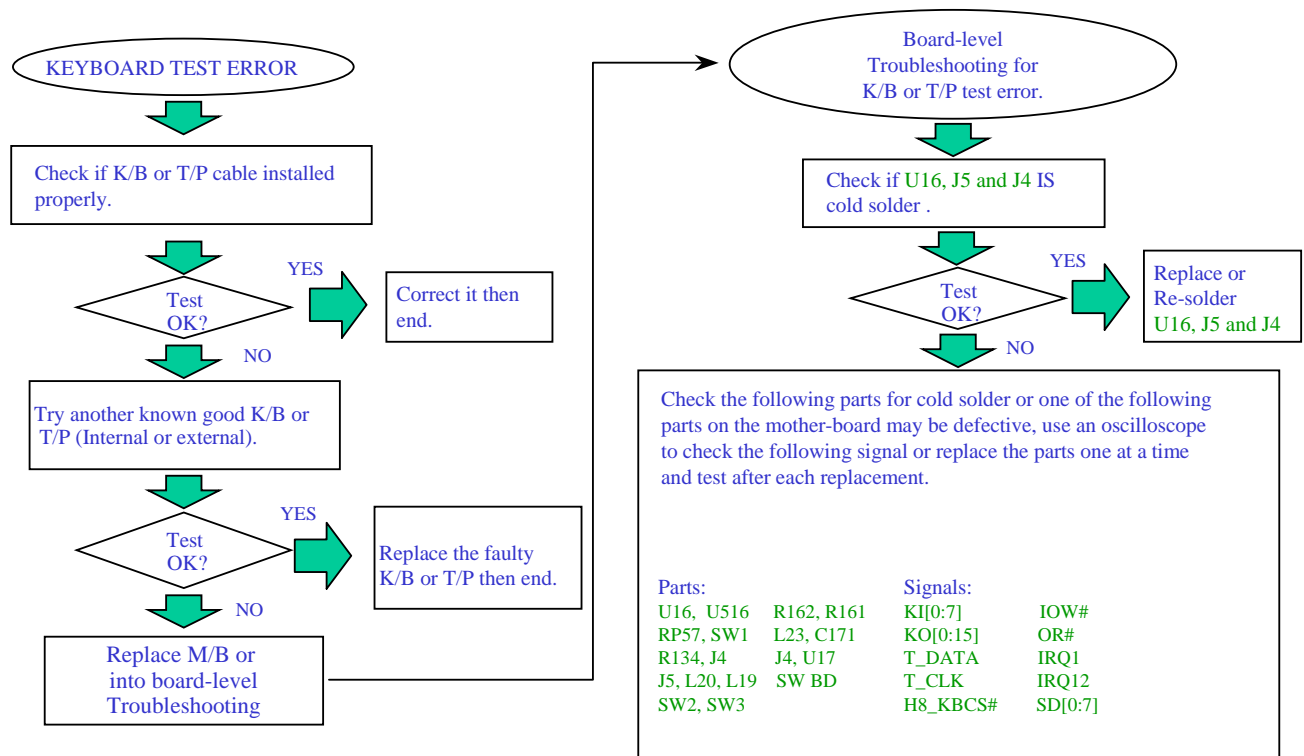 KEYBOARD TEST ERROR
Check if K/B or T/P cable installed
properly.
Test
OK?
YES
Correct it then
end.
NO
Try another known good K/B or
T/P (Internal or external).
Test
OK?
YES
Replace the faulty
K/B or T/P then end.
NO
Replace M/B or
into board-level
Troubleshooting
Board-level
Troubleshooting for
K/B or T/P test error.
Check if U16, J5 and J4 IS
cold solder .
Test
OK?
YES
Replace or
Re-solder
U16, J5 and J4
NO
Check the following parts for cold solder or one of the following
parts on the mother-board may be defective, use an oscilloscope
to check the following signal or replace the parts one at a time
and test after each replacement.
Parts:
U16, U516 R162, R161
RP57, SW1 L23, C171
R134, J4 J4, U17
J5, L20, L19 SW BD
SW2, SW3
Signals:
KI[0:7] IOW#
KO[0:15] OR#
T_DATA IRQ1
T_CLK IRQ12
H8_KBCS# SD[0:7]